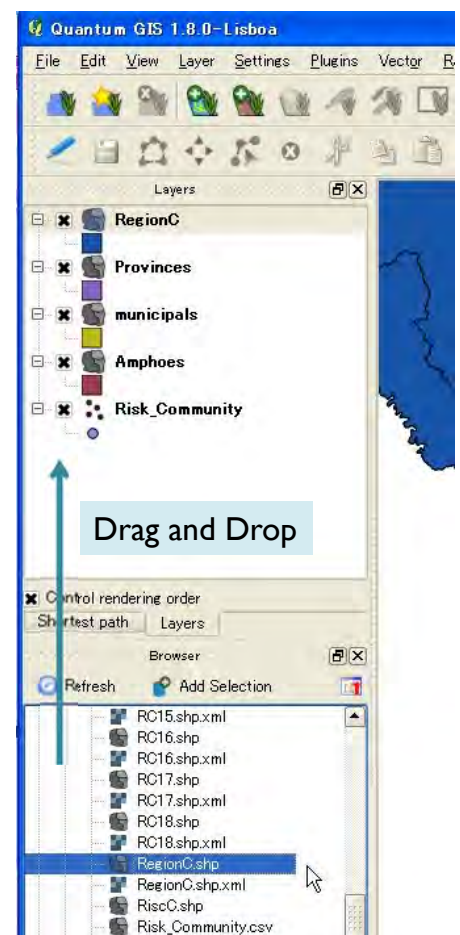 Quantum GIS 1.8.0-Lisboa
File Edit View Layer Settings Plugins Vector R
Layers
RegionC
Provinces
municipals
Amphoes
Risk_Community
Drag and Drop
Control rendering order
Shortest path Layers
Browser
Refresh Add Selection
RC15.shp.xml
RC16.shp
RC16.shp.xml
RC17.shp
RC17.shp.xml
RC18.shp
RC18.shp.xml
RegionC.shp
RegionC.shp.xml
RiscC.shp
Risk_Community.csv